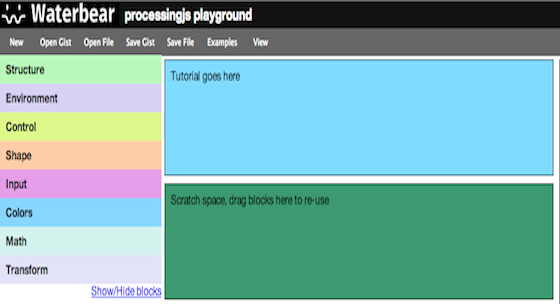 Waterbear processingjs playground
New Open Gist Open File Save Gist Save File Examples View
Structure
Environment
Control
Shape
Input
Colors
Math
Transform
Show/Hide blocks
Tutorial goes here
Scratch space, drag blocks here to re-use